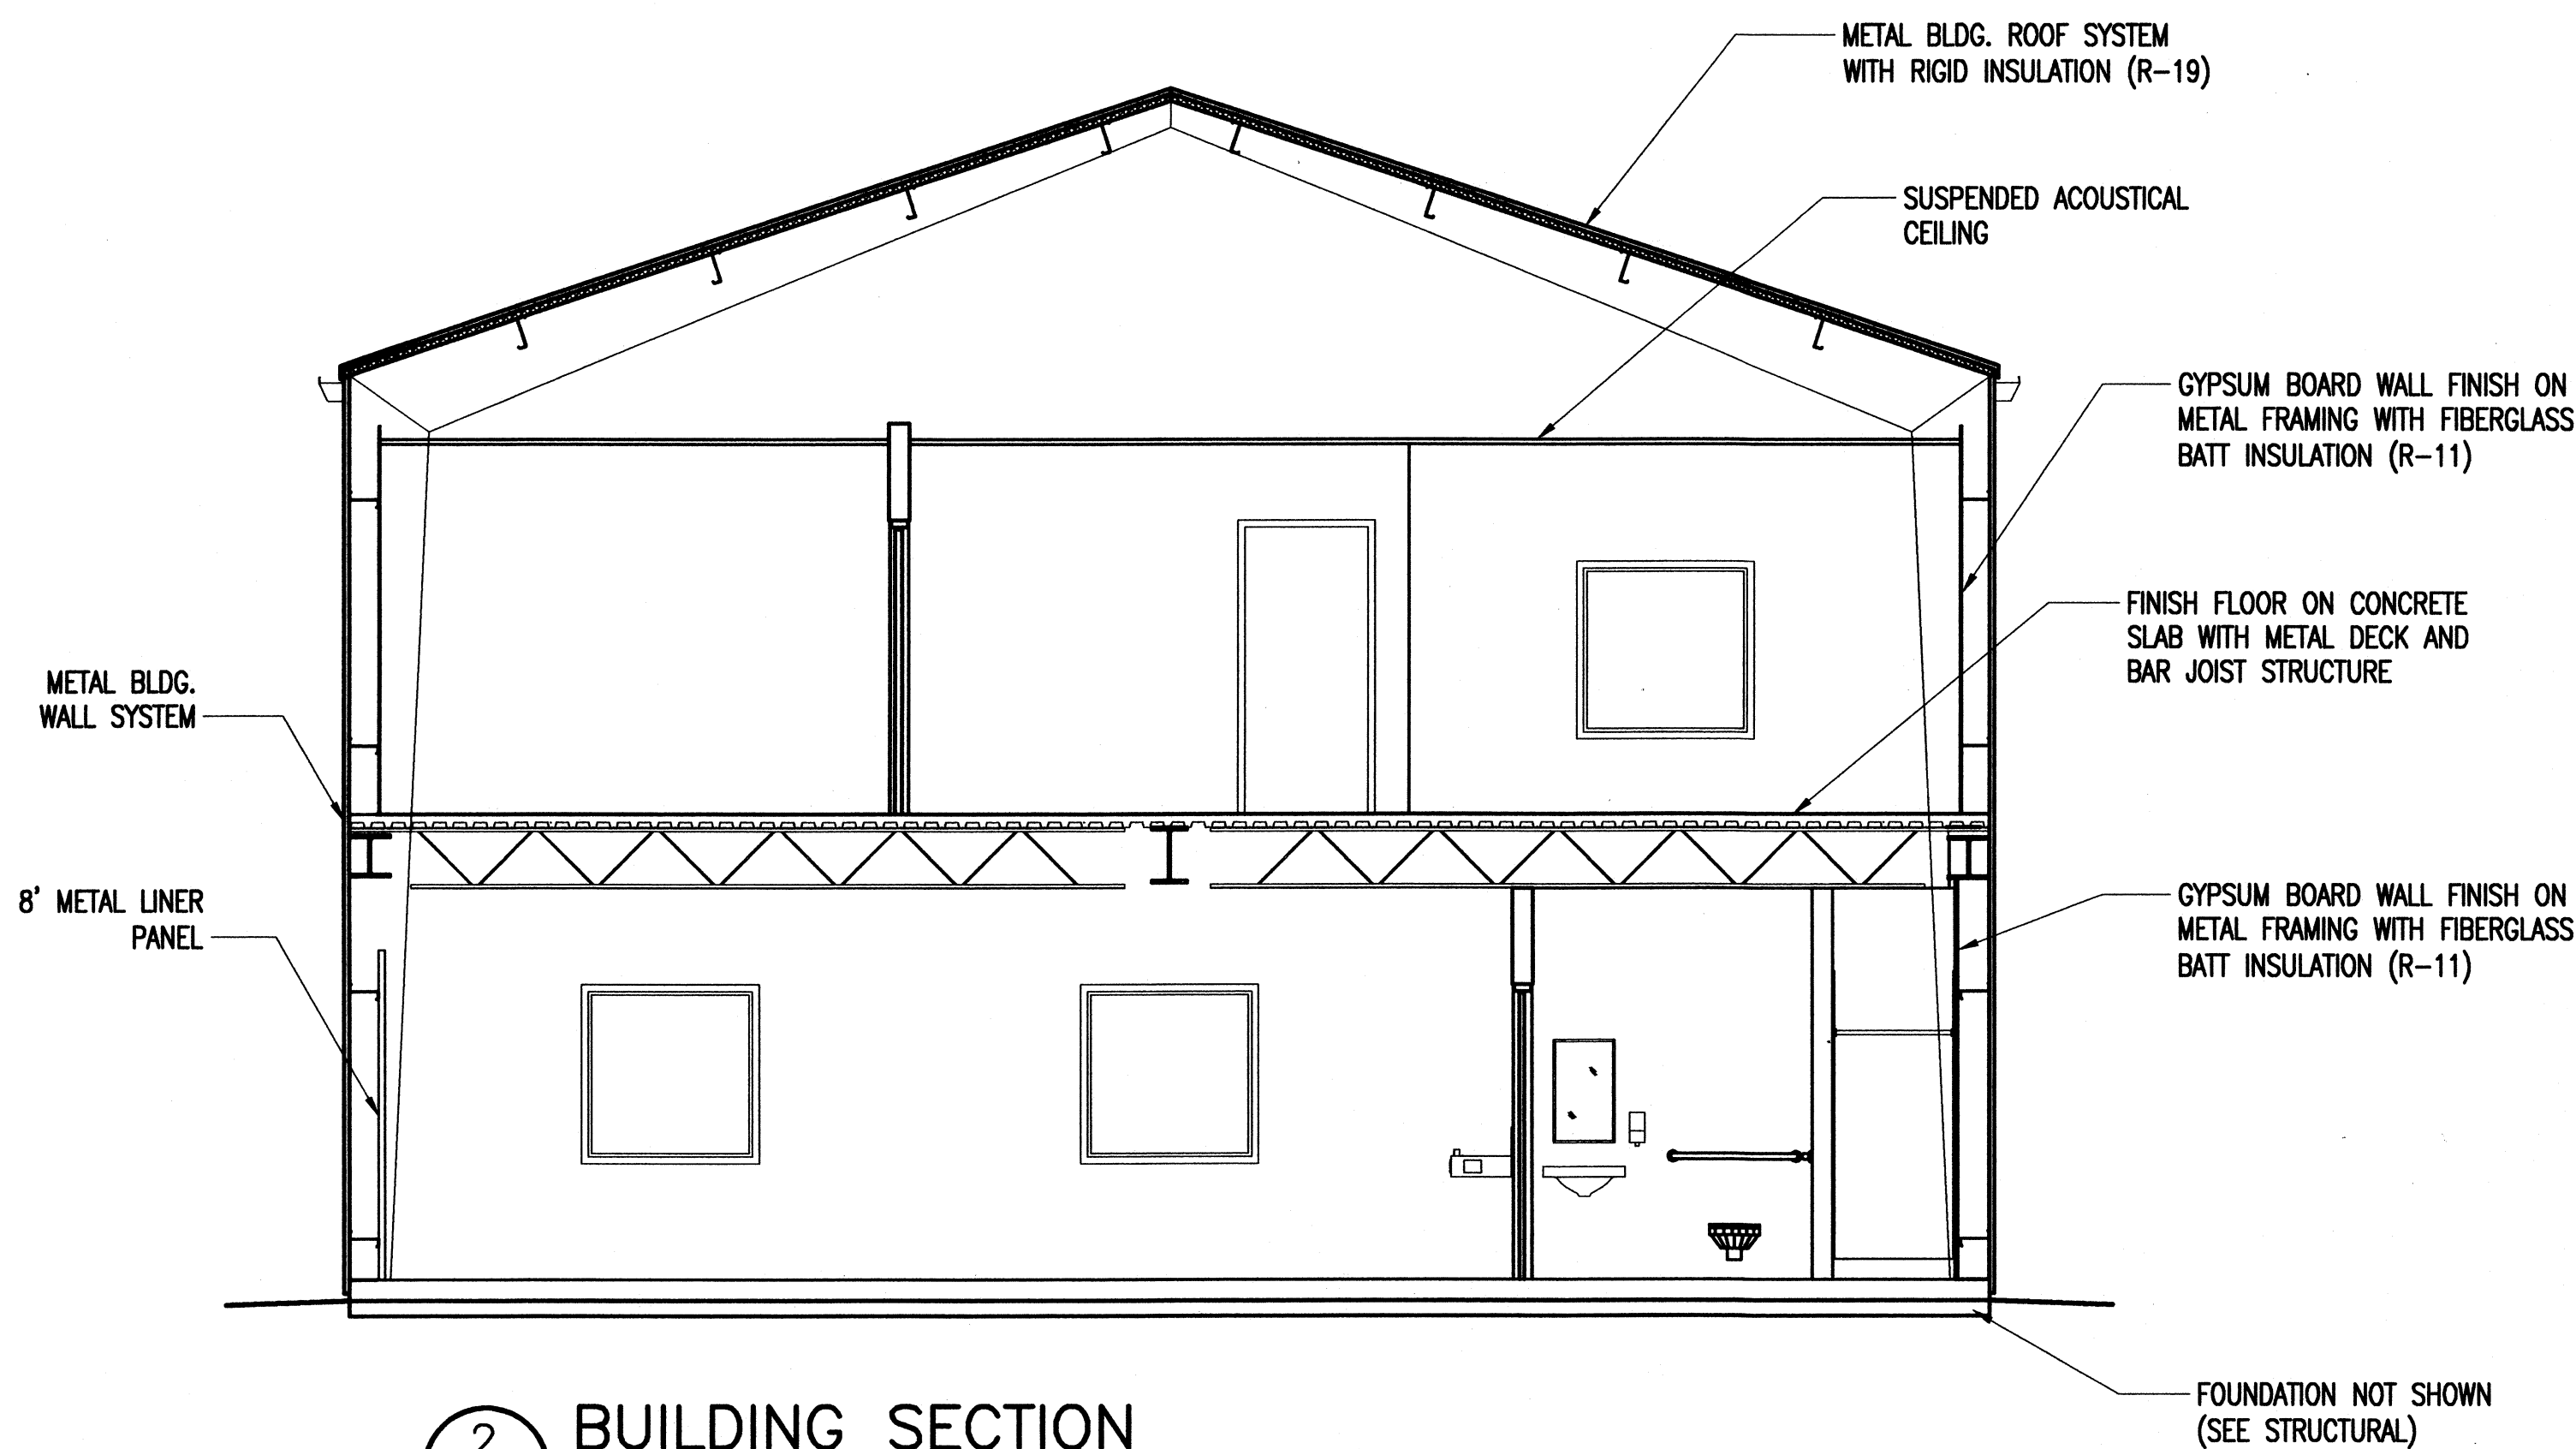 METAL BLDG. ROOF SYSTEM
WITH RIGID INSULATION (R-19)
SUSPENDED ACOUSTICAL
CEILING
GYPSUM BOARD WALL FINISH ON
METAL FRAMING WITH FIBERGLASS
BATT INSULATION (R-11)
FINISH FLOOR ON CONCRETE
SLAB WITH METAL DECK AND
BAR JOIST STRUCTURE
METAL BLDG.
WALL SYSTEM
8' METAL LINER
PANEL
GYPSUM BOARD WALL FINISH ON
METAL FRAMING WITH FIBERGLASS
BATT INSULATION (R-11)
FOUNDATION NOT SHOWN
(SEE STRUCTURAL)
2 BUILDING SECTION